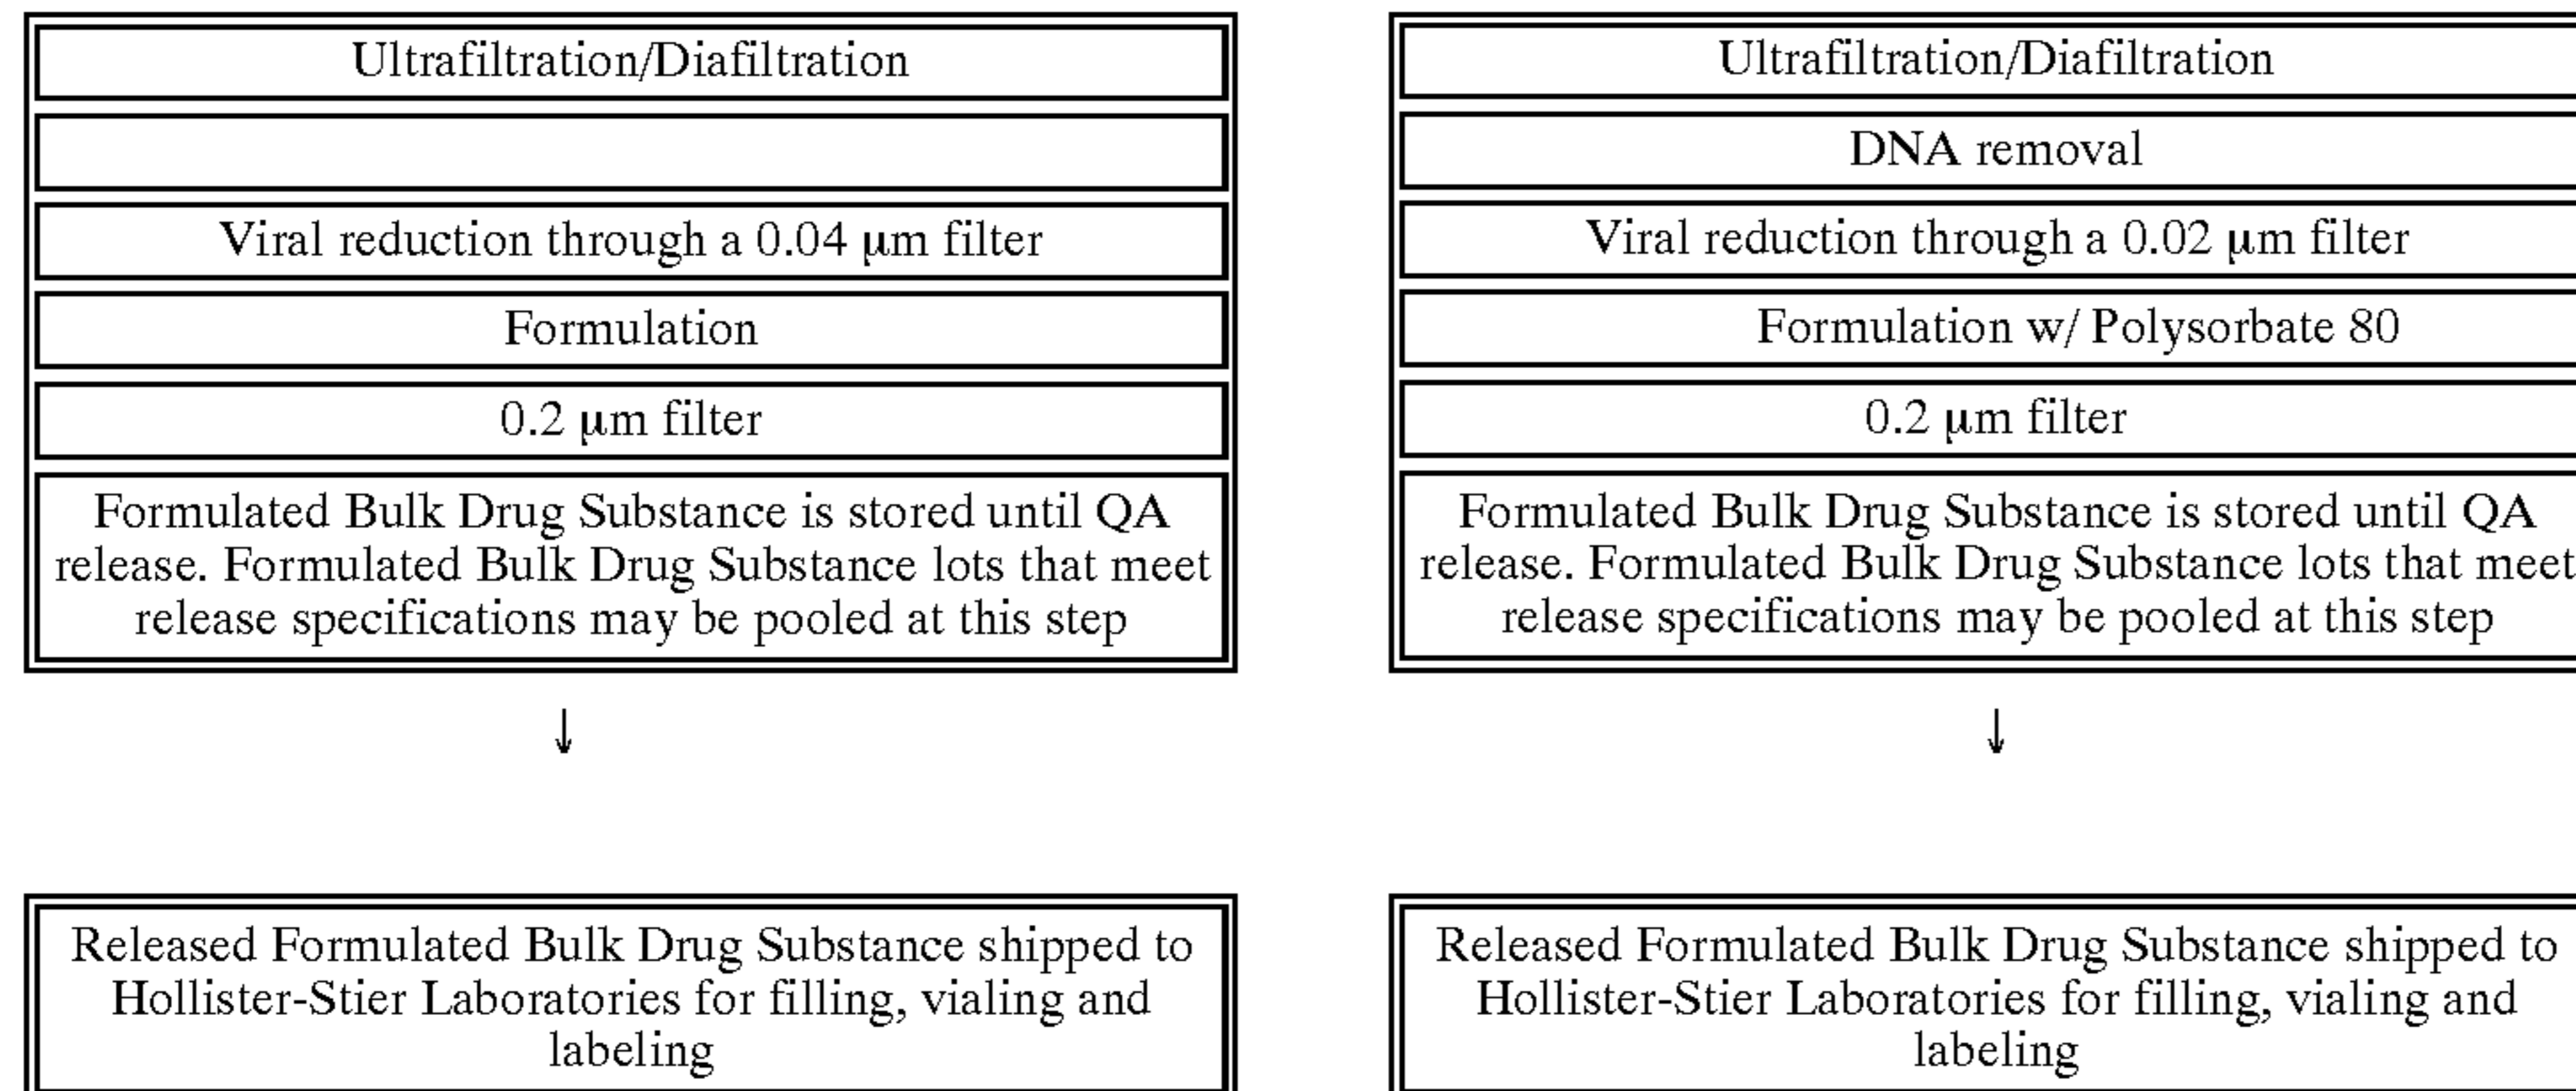 Ultrafiltration/Diafiltration
Viral reduction through a 0.04 μm filter
Formulation
0.2 μm filter
Formulated Bulk Drug Substance is stored until QA
release. Formulated Bulk Drug Substance lots that meet
release specifications may be pooled at this step
↓
Released Formulated Bulk Drug Substance shipped to
Hollister-Stier Laboratories for filling, vialing and
labeling
Ultrafiltration/Diafiltration
DNA removal
Viral reduction through a 0.02 μm filter
Formulation w/ Polysorbate 80
0.2 μm filter
Formulated Bulk Drug Substance is stored until QA
release. Formulated Bulk Drug Substance lots that meet
release specifications may be pooled at this step
↓
Released Formulated Bulk Drug Substance shipped to
Hollister-Stier Laboratories for filling, vialing and
labeling